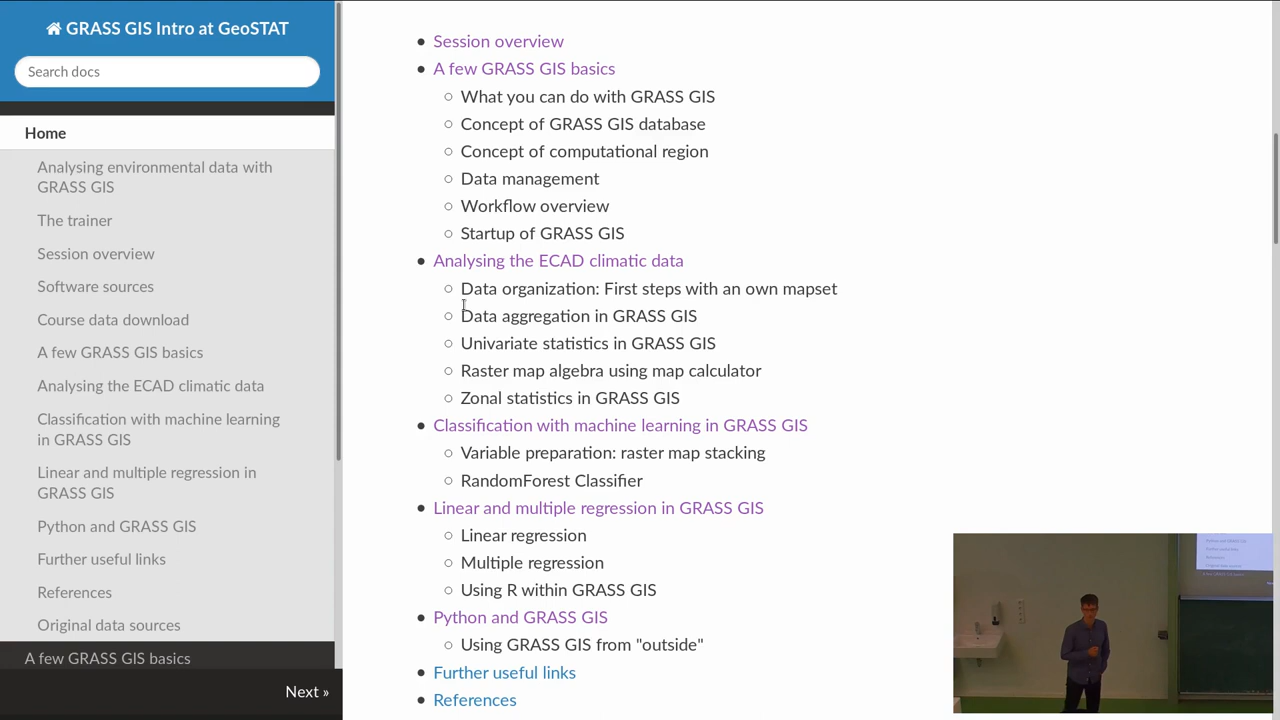 GRASS GIS Intro at GeoSTAT
Search docs
Home
Analysing environmental data with
GRASS GIS
The trainer
Session overview
Software sources
Course data download
A few GRASS GIS basics
Analysing the ECAD climatic data
Classification with machine learning
in GRASS GIS
Linear and multiple regression in
GRASS GIS
Python and GRASS GIS
Further useful links
References
Original data sources
A few GRASS GIS basics
Next »
Session overview
A few GRASS GIS basics
What you can do with GRASS GIS
Concept of GRASS GIS database
Concept of computational region
Data management
Workflow overview
Startup of GRASS GIS
Analysing the ECAD climatic data
Data organization: First steps with an own mapset
Data aggregation in GRASS GIS
Univariate statistics in GRASS GIS
Raster map algebra using map calculator
Zonal statistics in GRASS GIS
Classification with machine learning in GRASS GIS
Variable preparation: raster map stacking
RandomForest Classifier
Linear and multiple regression in GRASS GIS
Linear regression
Multiple regression
Using R within GRASS GIS
Python and GRASS GIS
Using GRASS GIS from "outside"
Further useful links
References